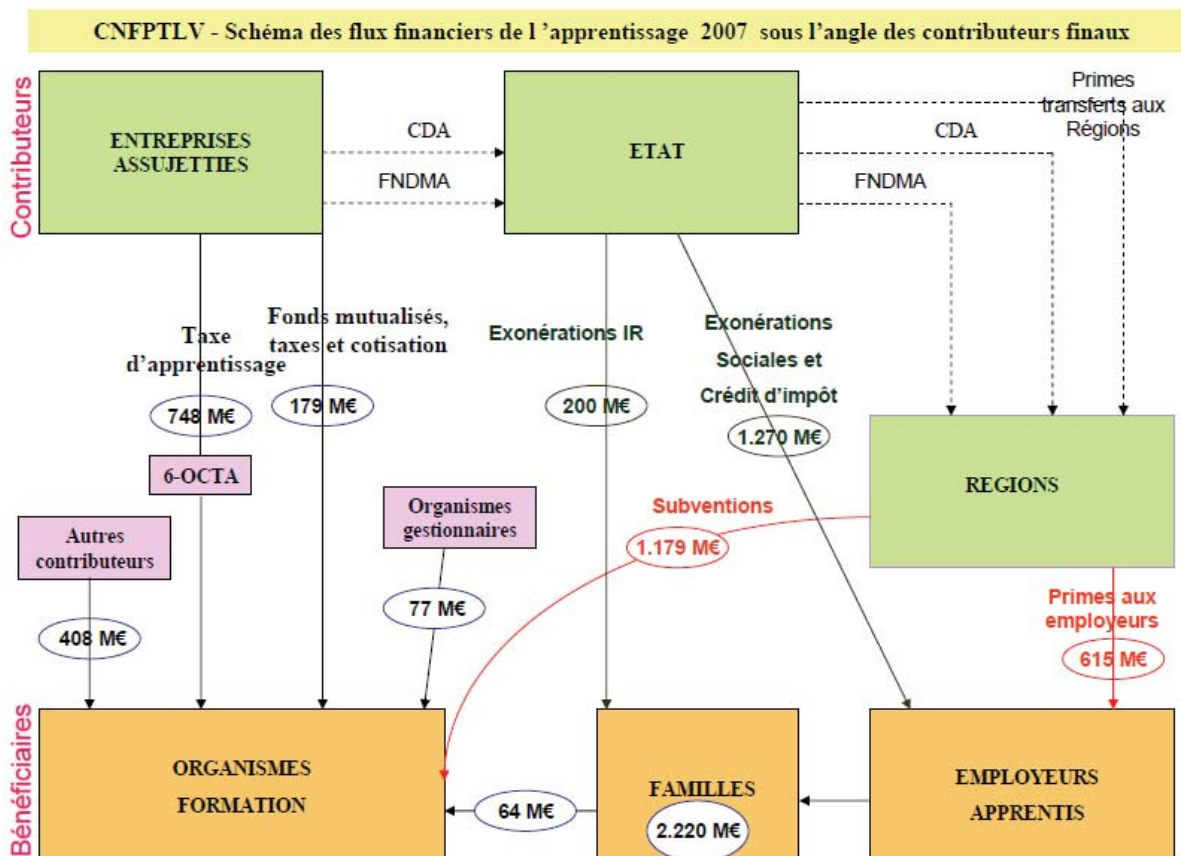 CNFPTLV - Schéma des flux financiers de l ’apprentissage 2007 sous l’angle des contributeurs finaux
Contributeurs
ENTREPRISES
ASSUJETTIES
CDA
FNDMA
ETAT
Primes
transferts aux
Régions
CDA
FNDMA
Taxe
d’apprentissage
748 M€
Fonds mutualisés,
taxes et cotisation
179 M€
Exonérations IR
200 M€
Exonérations
Sociales et
Crédit d’impôt
1.270 M€
6-OCTA
REGIONS
Autres
contributeurs
408 M€
Organismes
gestionnaires
77 M€
Subventions
1.179 M€
Primes aux
employeurs
615 M€
Bénéficiaires
ORGANISMES
FORMATION
64 M€
FAMILLES
2.220 M€
EMPLOYEURS
APPRENTIS